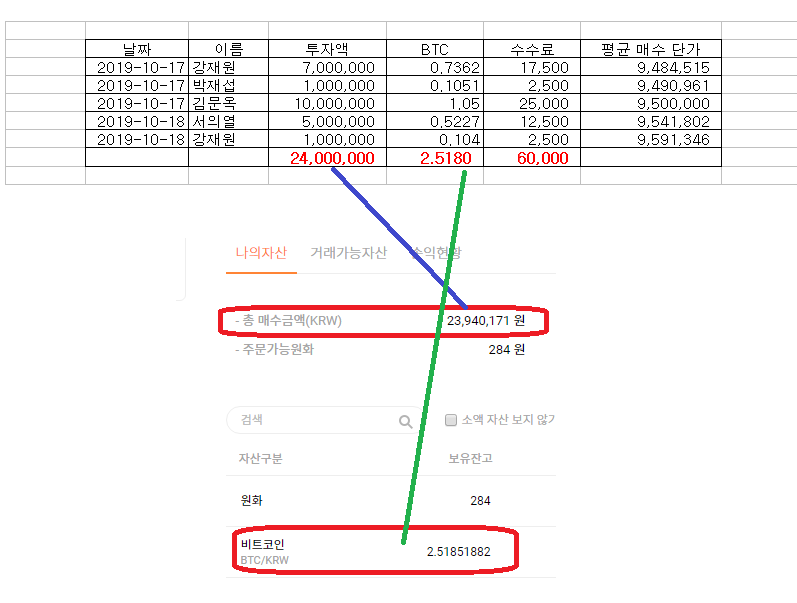 날짜 이름 투자액 BTC 수수료 평균 매수 단가
2019-10-17 강재원 7,000,000 0.7362 17,500 9,484,515
2019-10-17 박재섭 1,000,000 0.1051 2,500 9,490,961
2019-10-17 김문옥 10,000,000 1.05 25,000 9,500,000
2019-10-18 서의열 5,000,000 0.5227 12,500 9,541,802
2019-10-18 강재원 1,000,000 0.104 2,500 9,591,346
24,000,000 2.5180 60,000
나의자산 거래가능자산 손익현황
- 총 매수금액(KRW) 23,940,171 원
- 주문가능원화 284 원
검색 소액 자산 보지 않기
자산구분 보유잔고
원화 284
비트코인 2.51851882
BTC/KRW